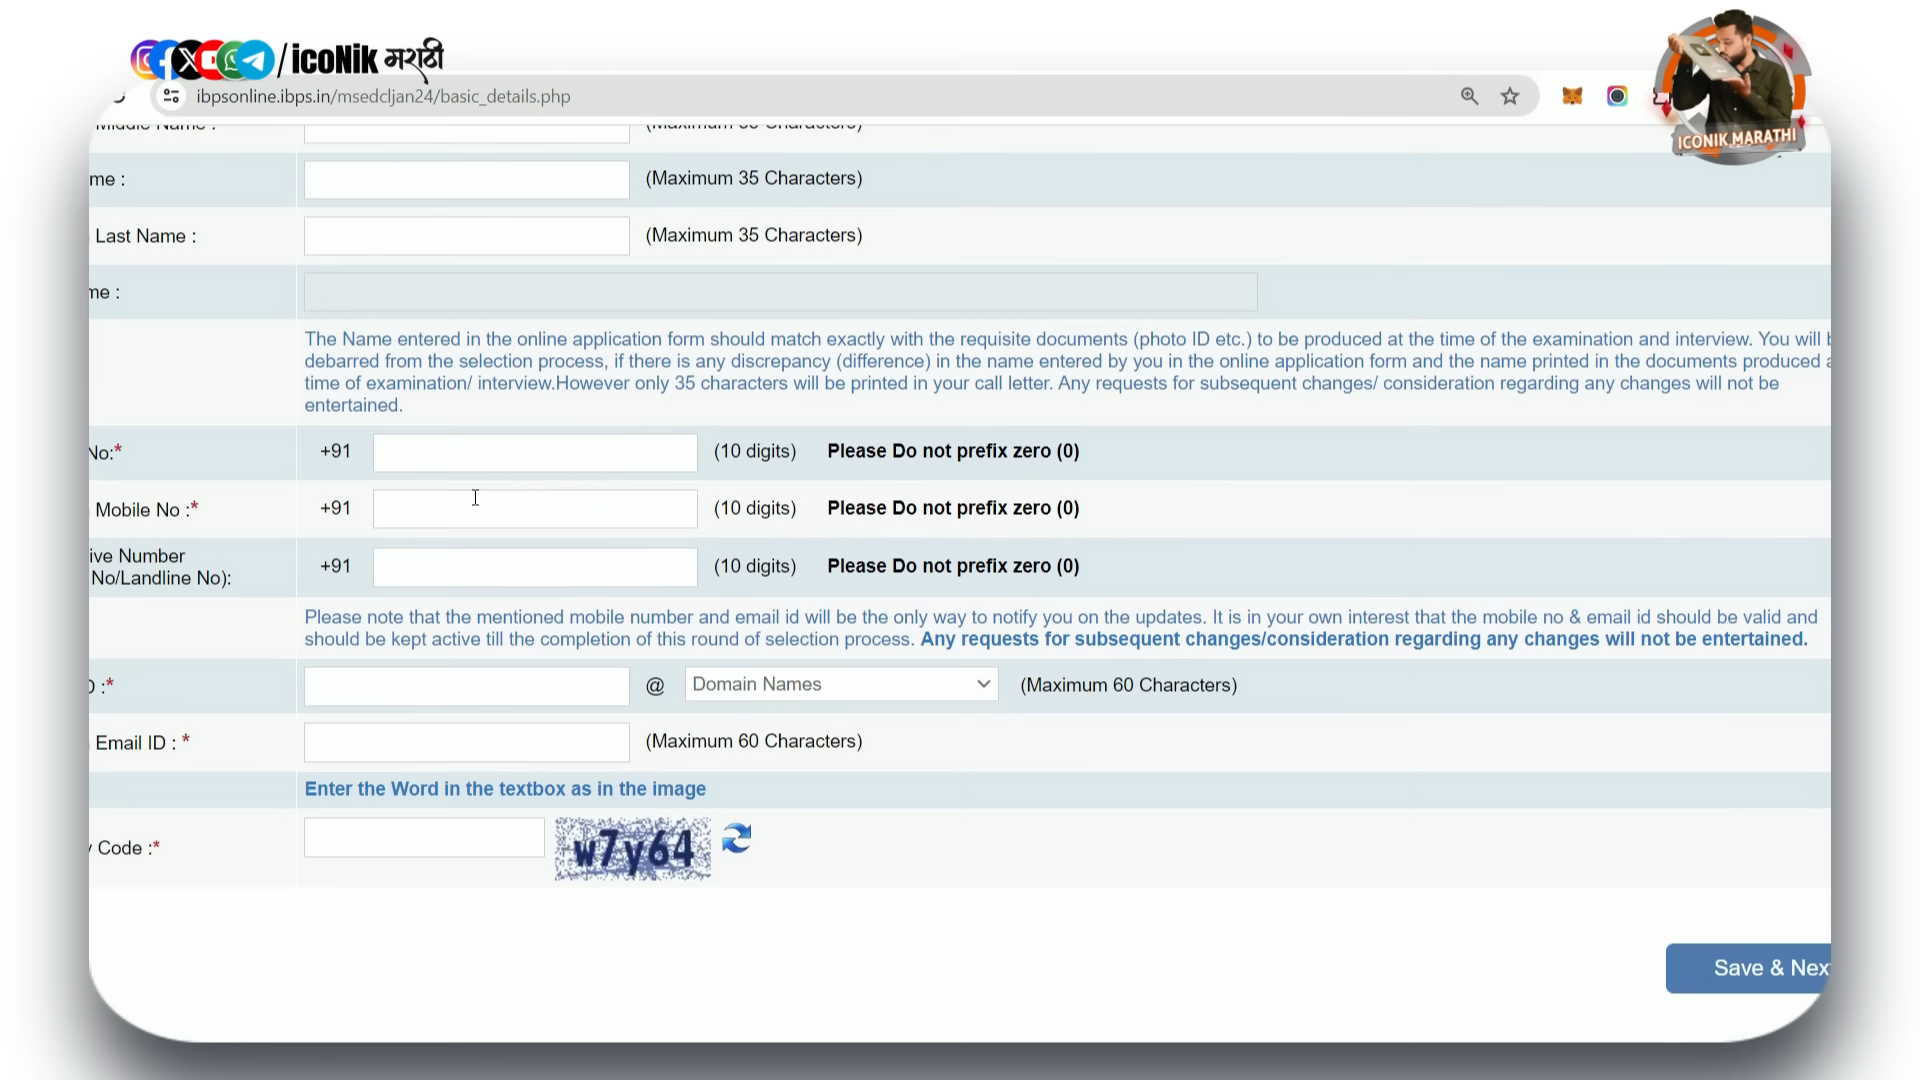 /icoNik मराठी
ibpsonline.ibps.in/msedcljan24/basic_details.php
ICONIK MARATHI
Middle Name : (Maximum 35 Characters)
me : (Maximum 35 Characters)
Last Name : (Maximum 35 Characters)
me :
The Name entered in the online application form should match exactly with the requisite documents (photo ID etc.) to be produced at the time of the examination and interview. You will
debarred from the selection process, if there is any discrepancy (difference) in the name entered by you in the online application form and the name printed in the documents produced
time of examination/ interview.However only 35 characters will be printed in your call letter. Any requests for subsequent changes/ consideration regarding any changes will not be
entertained.
No:* +91 (10 digits) Please Do not prefix zero (0)
Mobile No :* +91 (10 digits) Please Do not prefix zero (0)
ive Number
No/Landline No): +91 (10 digits) Please Do not prefix zero (0)
Please note that the mentioned mobile number and email id will be the only way to notify you on the updates. It is in your own interest that the mobile no & email id should be valid and
should be kept active till the completion of this round of selection process. Any requests for subsequent changes/consideration regarding any changes will not be entertained.
:* @ Domain Names (Maximum 60 Characters)
Email ID : * (Maximum 60 Characters)
Enter the Word in the textbox as in the image
Code :* w7y64
Save & Nex